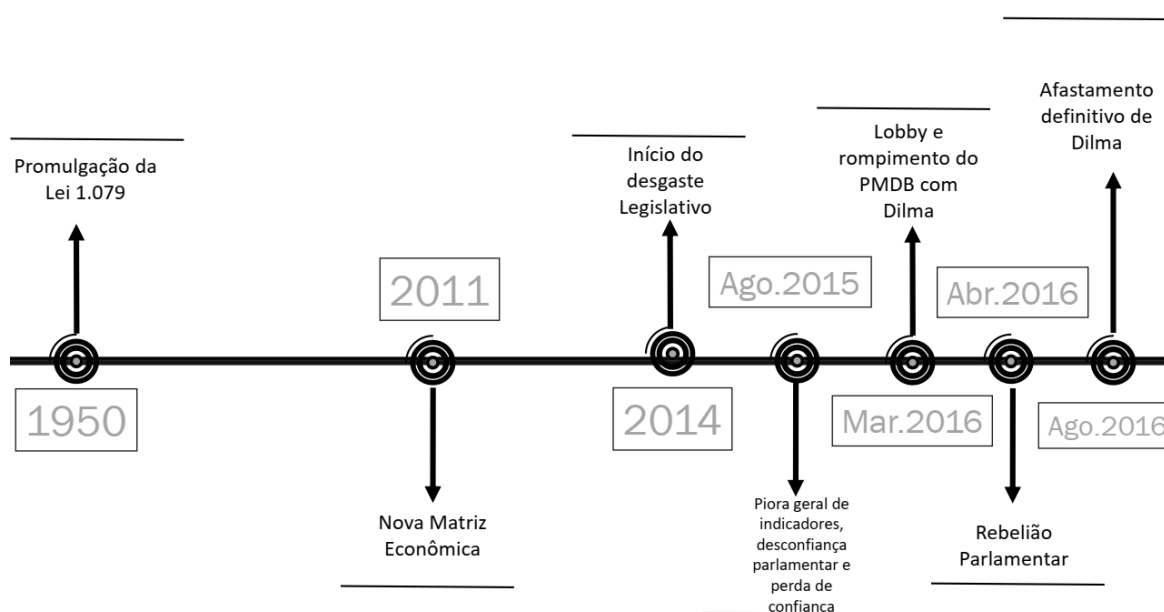 Promulgação da
Lei 1.079
1950
2011
Nova Matriz
Econômica
Início do
desgaste
Legislativo
2014
Ago.2015
Piora geral de
indicadores,
desconfiança
parlamentar e
perda de
confiança
Lobby e
rompimento do
PMDB com
Dilma
Mar.2016
Abr.2016
Rebelião
Parlamentar
Afastamento
definitivo de
Dilma
Ago.2016